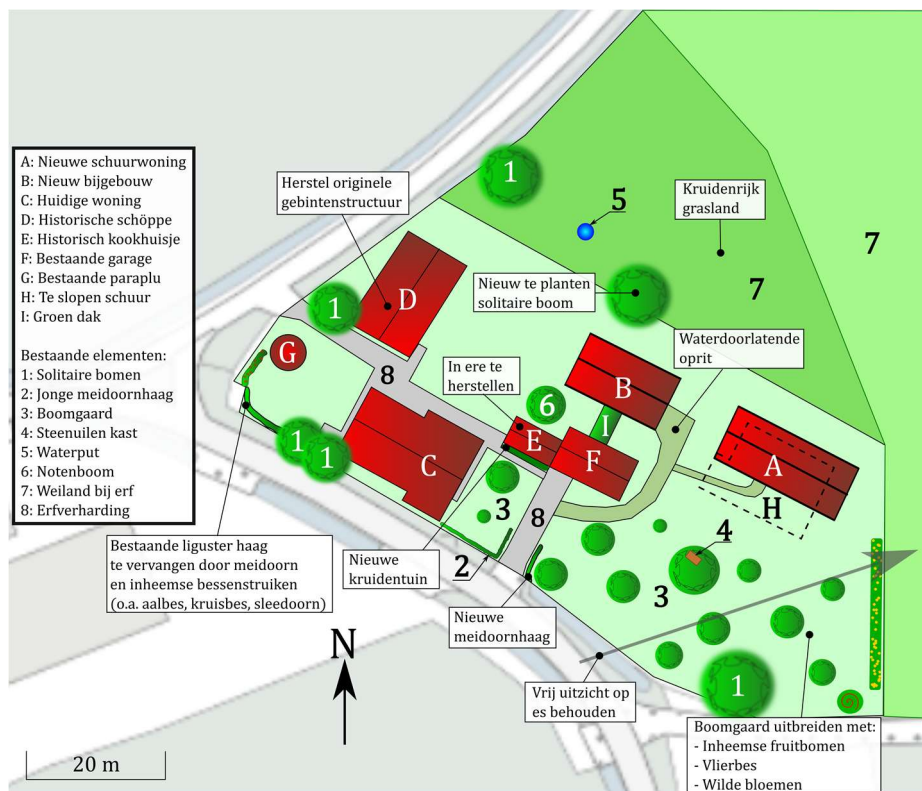 A: Nieuwe schuurwoning
B: Nieuw bijgebouw
C: Huidige woning
D: Historische schöppe
E: Historisch kookhuisje
F: Bestaande garage
G: Bestaande paraplu
H: Te slopen schuur
I: Groen dak
Bestaande elementen:
1: Solitaire bomen
2: Jonge meidoornhaag
3: Boomgaard
4: Steenuilen kast
5: Waterput
6: Notenboom
7: Weiland bij erf
8: Erfverharding
1
5
Herstel originele
gebintenstructuur
Kruidenrijk
grasland
7
7
Nieuw te planten
solitaire boom
D
1
G
8
In ere te
herstellen
Waterdoorlatende
oprit
B
6
I
E
F
1
1
C
A
H
3
8
4
3
2
Bestaande liguster haag
te vervangen door meidoorn
en inheemse bessenstruiken
(o.a. aalbes, kruisbes, sleedoorn)
Nieuwe
kruidentuin
Nieuwe
meidoornhaag
N
Vrij uitzicht op
es behouden
1
Boomgaard uitbreiden met:
- Inheemse fruitbomen
- Vlierbes
- Wilde bloemen
20 m